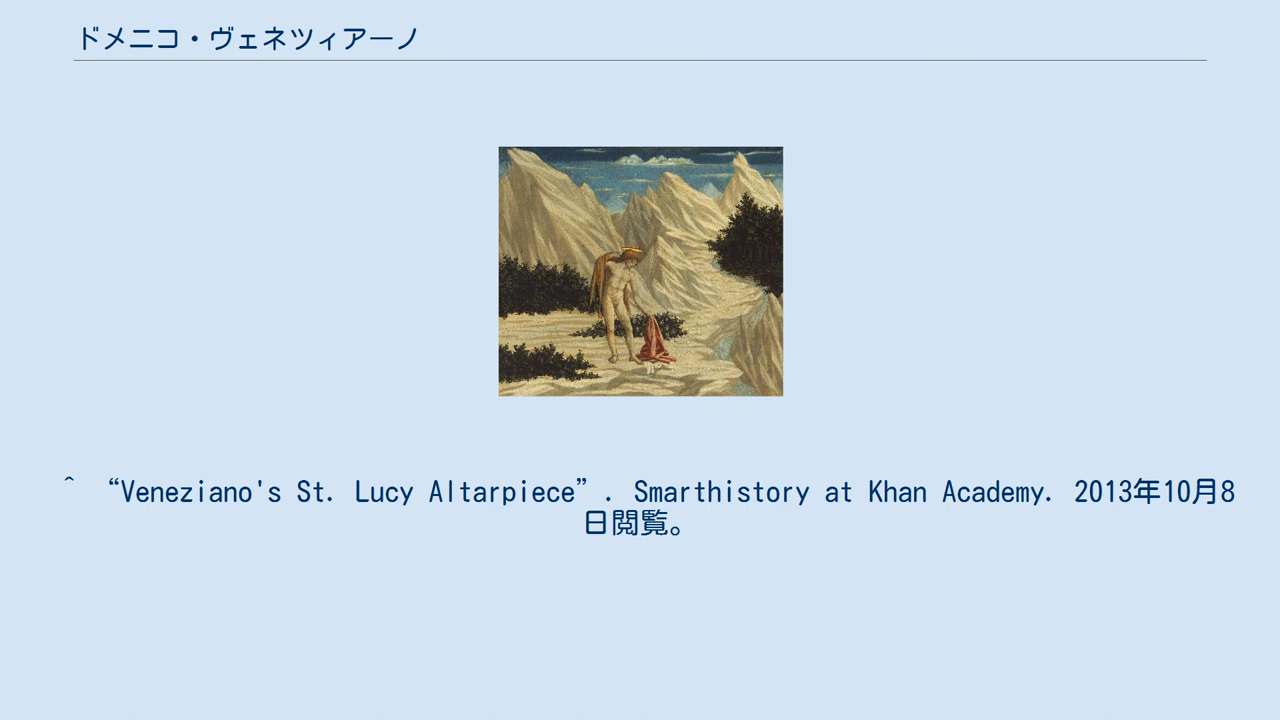 ドメニコ・ヴェネツィアーノ
^ “Veneziano's St. Lucy Altarpiece”. Smarthistory at Khan Academy. 2013年10月8
日閲覧。